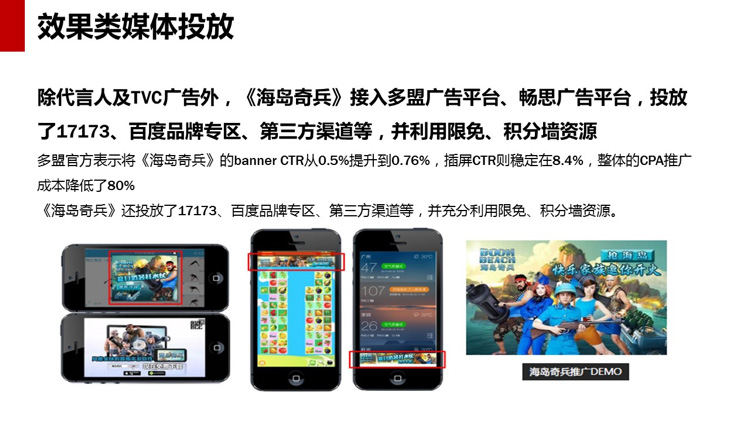 效果类媒体投放
除代言人及TVC广告外，《海岛奇兵》接入多盟广告平台、畅思广告平台，投放
了17173、百度品牌专区、第三方渠道等，并利用限免、积分墙资源
多盟官方表示将《海岛奇兵》的banner CTR从0.5%提升到0.76%，插屏CTR则稳定在8.4%，整体的CPA推广
成本降低了80%
《海岛奇兵》还投放了17173、百度品牌专区、第三方渠道等，并充分利用限免、积分墙资源。
47
107
26
BOOM
BEACH
海岛奇兵
抢海岛
快乐家族邀你开战
海岛奇兵推广DEMO